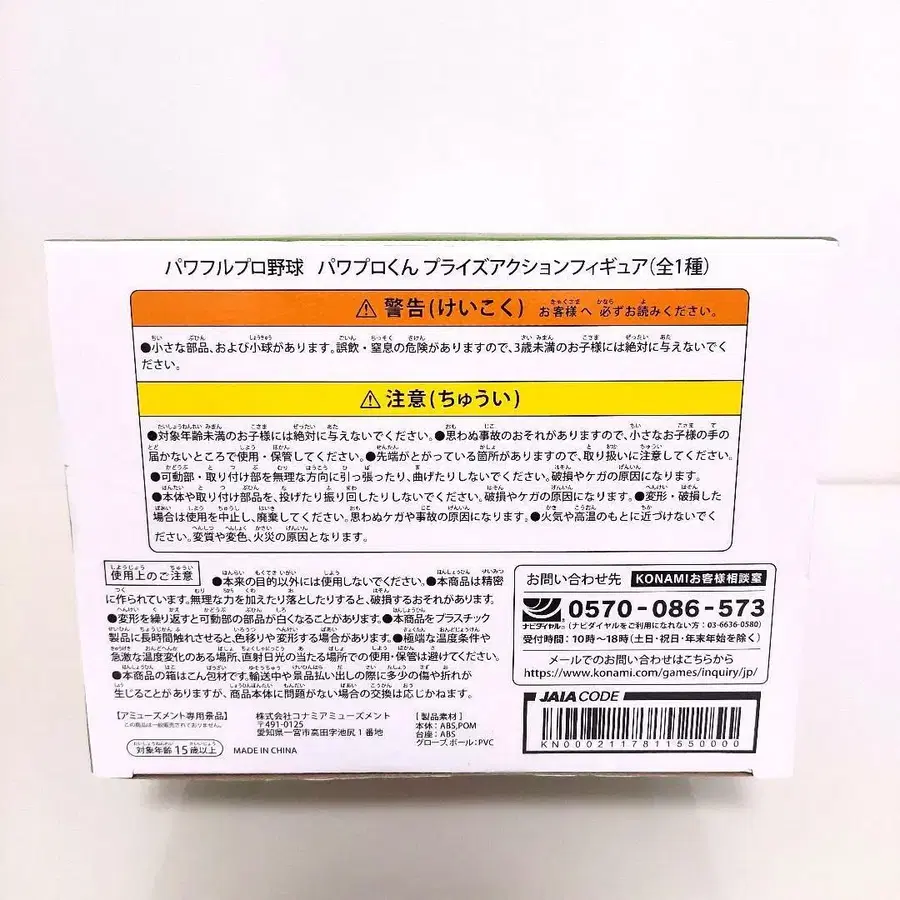 パワフルプロ野球 パワプロくん プライズアクションフィギュア(全1種)
⚠ 警告(けいこく) お客様へ 必ずお読みください。
●小さな部品、および小球があります。誤飲・窒息の危険がありますので、3歳未満のお子様には絶対に与えないでく
ださい。
⚠ 注意(ちゅうい)
●対象年齢未満のお子様には絶対に与えないでください。●思わぬ事故のおそれがありますので、小さなお子様の手の
届かないところで使用・保管してください。●先端がとがっている箇所がありますので、取り扱いに注意してください。
●可動部・取り付け部を無理な方向に引っ張ったり、曲げたりしないでください。破損やケガの原因になります。
●本体や取り付け部品を、投げたり振り回したりしないでください。破損やケガの原因になります。●変形・破損した
場合は使用を中止し、廃棄してください。思わぬケガや事故の原因になります。●火気や高温のもとに近づけないでく
ださい。変質や変色、火災の原因となります。
使用上のご注意 ●本来の目的以外には使用しないでください。●本商品は精密
に作られています。無理な力を加えたり落としたりすると、破損するおそれがあります。
●変形を繰り返すと可動部の部品が白くなることがあります。●本商品をプラスチック
製品に長時間触れさせると、色移りや変形する場合があります。●極端な温度条件や
急激な温度変化のある場所、直射日光の当たる場所での使用・保管は避けてください。
●本商品の箱はこん包材です。輸送中や景品払い出しの際に多少の傷や折れが
生じることがありますが、商品本体に問題がない場合の交換は応じかねます。
お問い合わせ先 KONAMIお客様相談室
ナビダイヤル® 0570-086-573
(ナビダイヤルをご利用になれない方:03-6636-0580)
受付時間:10時〜18時(土日・祝日・年末年始を除く)
メールでのお問い合わせはこちらから
https://www.konami.com/games/inquiry/jp/
【アミューズメント専用景品】
この商品は一般販売されておりません。
株式会社コナミアミューズメント
〒491-0125
愛知県一宮市高田字池尻1番地
【製品素材】
本体:ABS,POM
台座:ABS
グローブ、ボール:PVC
対象年齢15歳以上
MADE IN CHINA
JAIA CODE
KN0002117811550000